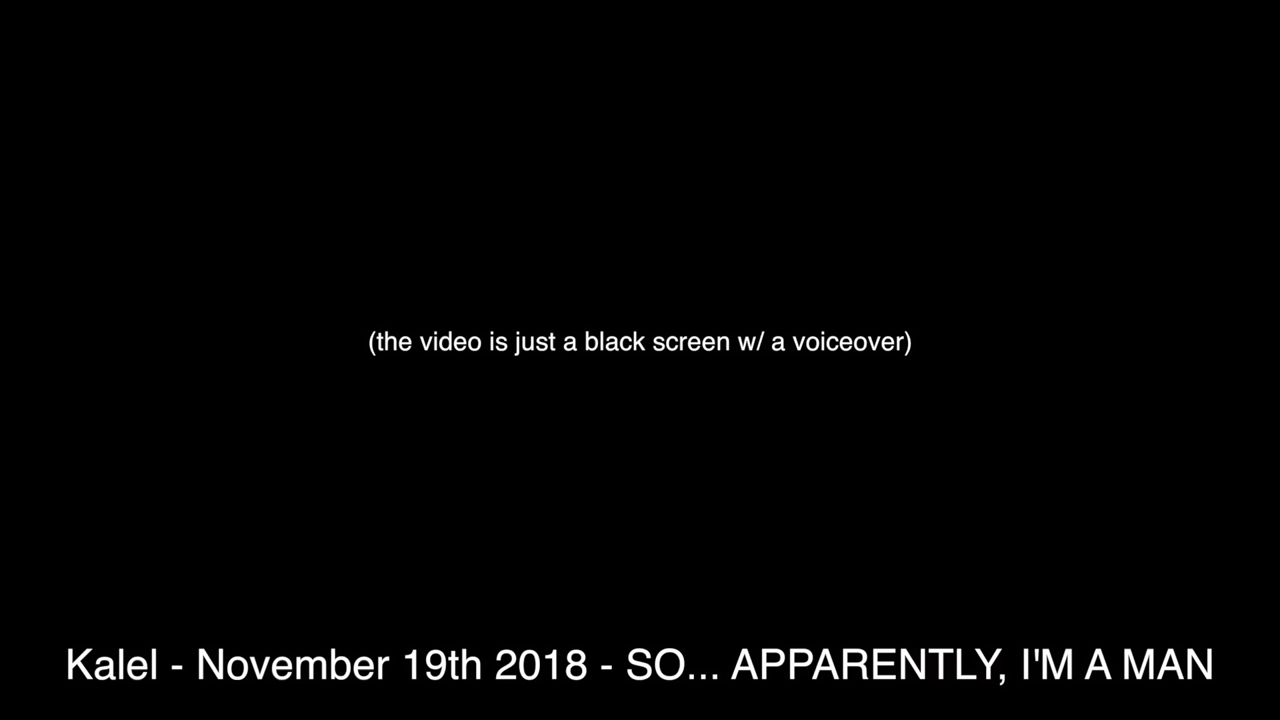 (the video is just a black screen w/ a voiceover)
Kalel - November 19th 2018 - SO... APPARENTLY, I'M A MAN